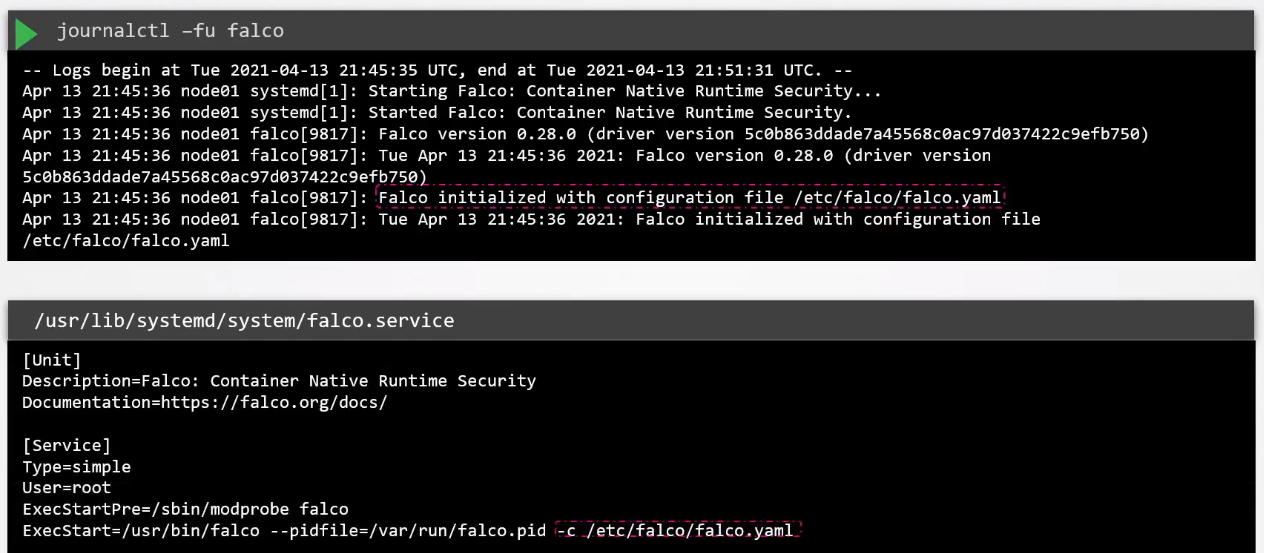 journalctl –fu falco
-- Logs begin at Tue 2021-04-13 21:45:35 UTC, end at Tue 2021-04-13 21:51:31 UTC. --
Apr 13 21:45:36 node01 systemd[1]: Starting Falco: Container Native Runtime Security...
Apr 13 21:45:36 node01 systemd[1]: Started Falco: Container Native Runtime Security.
Apr 13 21:45:36 node01 falco[9817]: Falco version 0.28.0 (driver version 5c0b863ddade7a45568c0ac97d037422c9efb750)
Apr 13 21:45:36 node01 falco[9817]: Tue Apr 13 21:45:36 2021: Falco version 0.28.0 (driver version
5c0b863ddade7a45568c0ac97d037422c9efb750)
Apr 13 21:45:36 node01 falco[9817]: Falco initialized with configuration file /etc/falco/falco.yaml
Apr 13 21:45:36 node01 falco[9817]: Tue Apr 13 21:45:36 2021: Falco initialized with configuration file
/etc/falco/falco.yaml
/usr/lib/systemd/system/falco.service
[Unit]
Description=Falco: Container Native Runtime Security
Documentation=https://falco.org/docs/
[Service]
Type=simple
User=root
ExecStartPre=/sbin/modprobe falco
ExecStart=/usr/bin/falco --pidfile=/var/run/falco.pid -c /etc/falco/falco.yaml